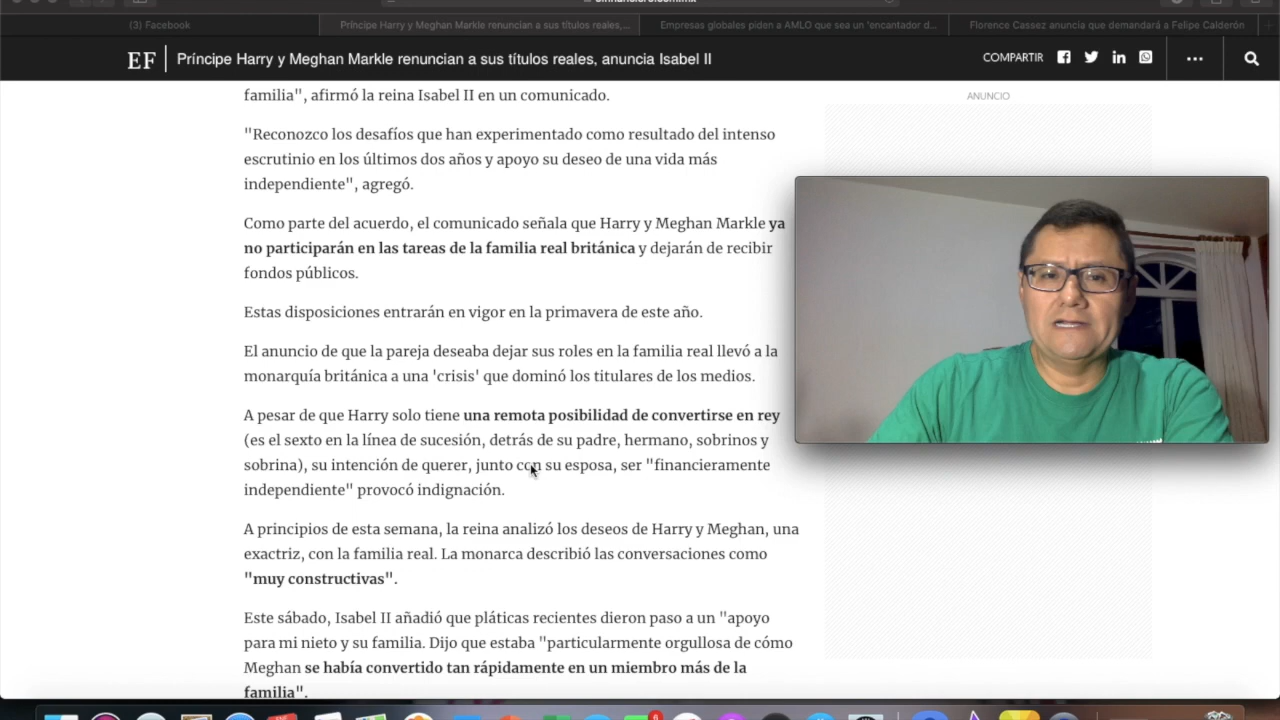 (3) Facebook
Príncipe Harry y Meghan Markle renuncian a sus títulos reales,...
Empresas globales piden a AMLO que sea un 'encantador d...
Florence Cassez anuncia que demandará a Felipe Calderón
EF
Príncipe Harry y Meghan Markle renuncian a sus títulos reales, anuncia Isabel II
COMPARTIR
familia", afirmó la reina Isabel II en un comunicado.
"Reconozco los desafíos que han experimentado como resultado del intenso
escrutinio en los últimos dos años y apoyo su deseo de una vida más
independiente", agregó.
Como parte del acuerdo, el comunicado señala que Harry y Meghan Markle ya
no participarán en las tareas de la familia real británica y dejarán de recibir
fondos públicos.
Estas disposiciones entrarán en vigor en la primavera de este año.
El anuncio de que la pareja deseaba dejar sus roles en la familia real llevó a la
monarquía británica a una 'crisis' que dominó los titulares de los medios.
A pesar de que Harry solo tiene una remota posibilidad de convertirse en rey
(es el sexto en la línea de sucesión, detrás de su padre, hermano, sobrinos y
sobrina), su intención de querer, junto con su esposa, ser "financieramente
independiente" provocó indignación.
A principios de esta semana, la reina analizó los deseos de Harry y Meghan, una
exactriz, con la familia real. La monarca describió las conversaciones como
"muy constructivas".
Este sábado, Isabel II añadió que pláticas recientes dieron paso a un "apoyo
para mi nieto y su familia. Dijo que estaba "particularmente orgullosa de cómo
Meghan se había convertido tan rápidamente en un miembro más de la
familia".
ANUNCIO